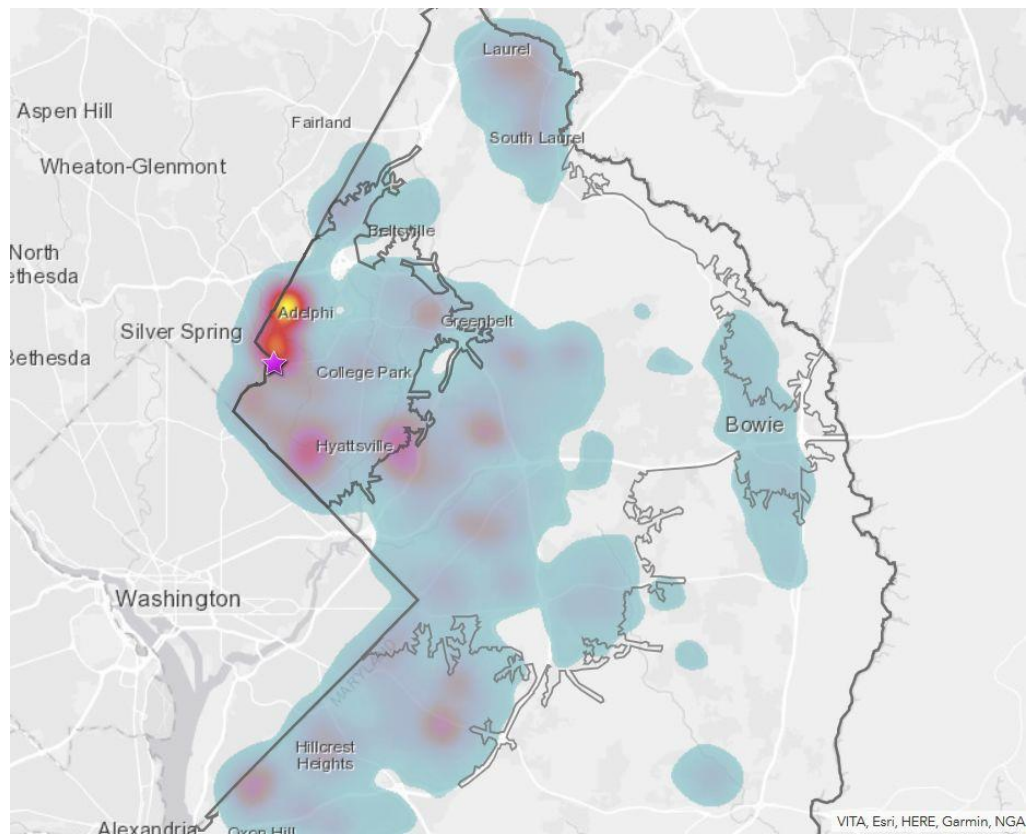 Laurel
Aspen Hill
Fairland
South Laurel
Wheaton-Glenmont
Beltsville
North
ethesda
Adelphi
Greenbelt
Silver Spring
Bethesda
College Park
Bowie
Hyattsville
Washington
MARYLAND
Hillcrest
Heights
VITA, Esri, HERE, Garmin, NGA
Alexandria
Oxon Hill